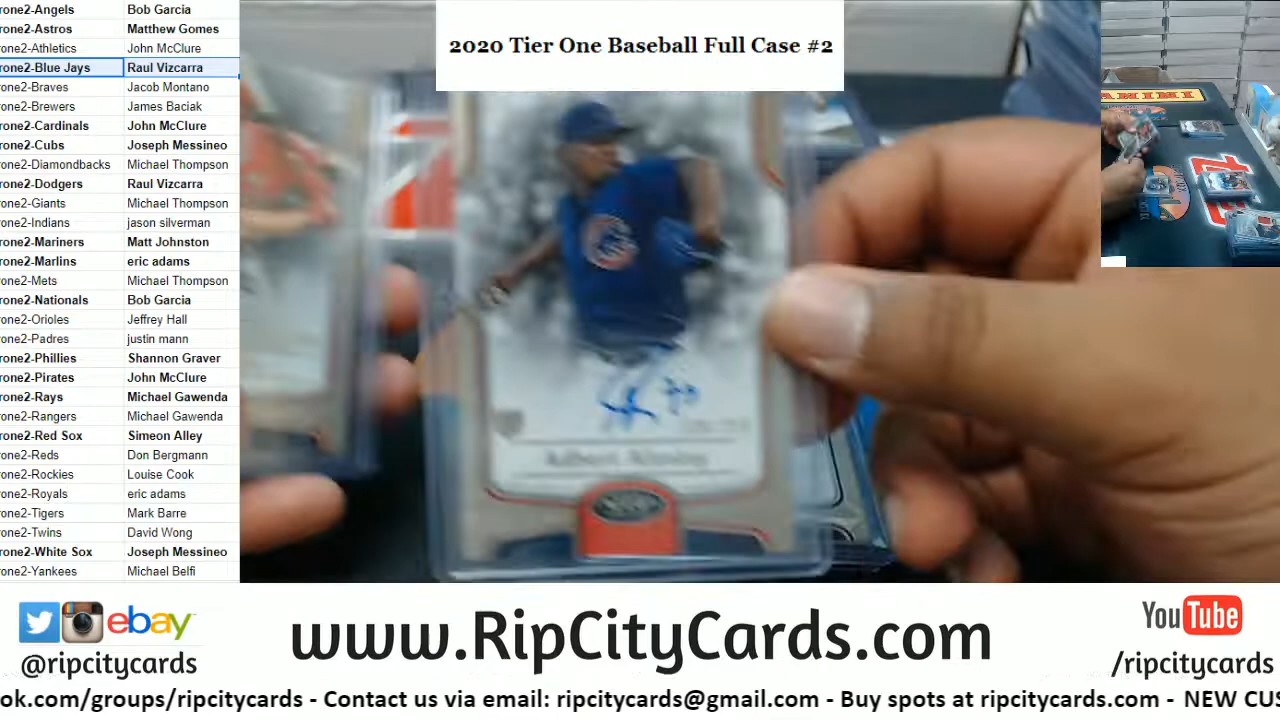 rone2-Angels Bob Garcia
rone2-Astros Matthew Gomes
rone2-Athletics John McClure
rone2-Blue Jays Raul Vizcarra
rone2-Braves Jacob Montano
rone2-Brewers James Baciak
rone2-Cardinals John McClure
rone2-Cubs Joseph Messineo
rone2-Diamondbacks Michael Thompson
rone2-Dodgers Raul Vizcarra
rone2-Giants Michael Thompson
rone2-Indians jason silverman
rone2-Mariners Matt Johnston
rone2-Marlins eric adams
rone2-Mets Michael Thompson
rone2-Nationals Bob Garcia
rone2-Orioles Jeffrey Hall
rone2-Padres justin mann
rone2-Phillies Shannon Graver
rone2-Pirates John McClure
rone2-Rays Michael Gawenda
rone2-Rangers Michael Gawenda
rone2-Red Sox Simeon Alley
rone2-Reds Don Bergmann
rone2-Rockies Louise Cook
rone2-Royals eric adams
rone2-Tigers Mark Barre
rone2-Twins David Wong
rone2-White Sox Joseph Messineo
rone2-Yankees Michael Belfi
2020 Tier One Baseball Full Case #2
PANINI
ebay
@ripcitycards
www.RipCityCards.com
YouTube
/ripcitycards
ok.com/groups/ripcitycards - Contact us via email: ripcitycards@gmail.com - Buy spots at ripcitycards.com - NEW CUS